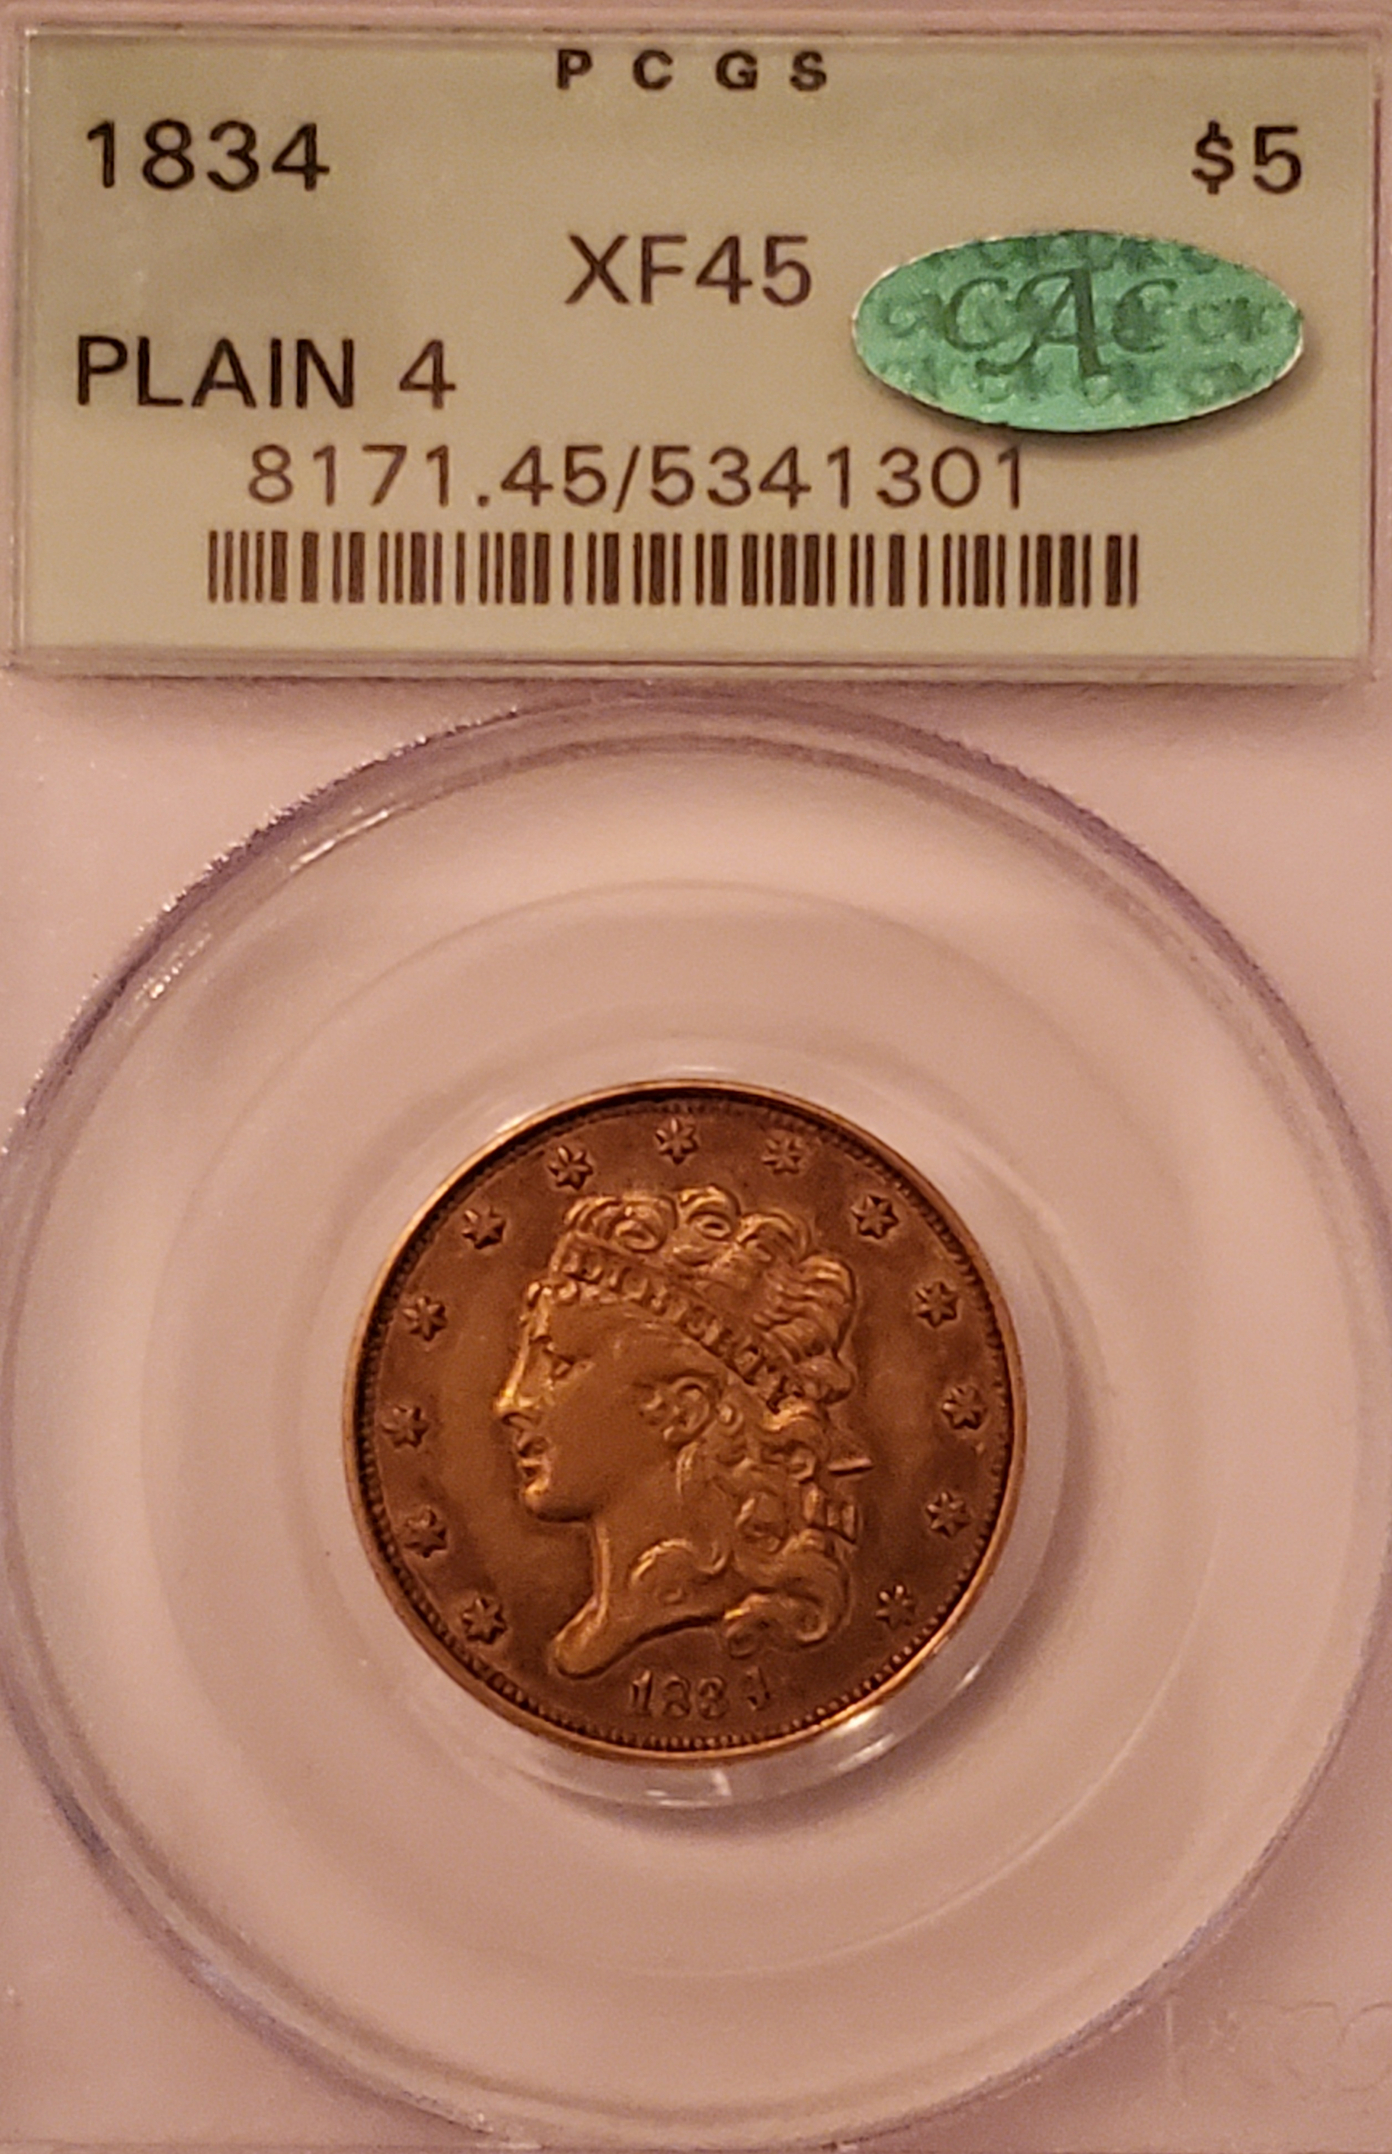 PCGS
1834 $5
XF45
CAC
PLAIN 4
8171.45/5341301
LIBERTY
1834